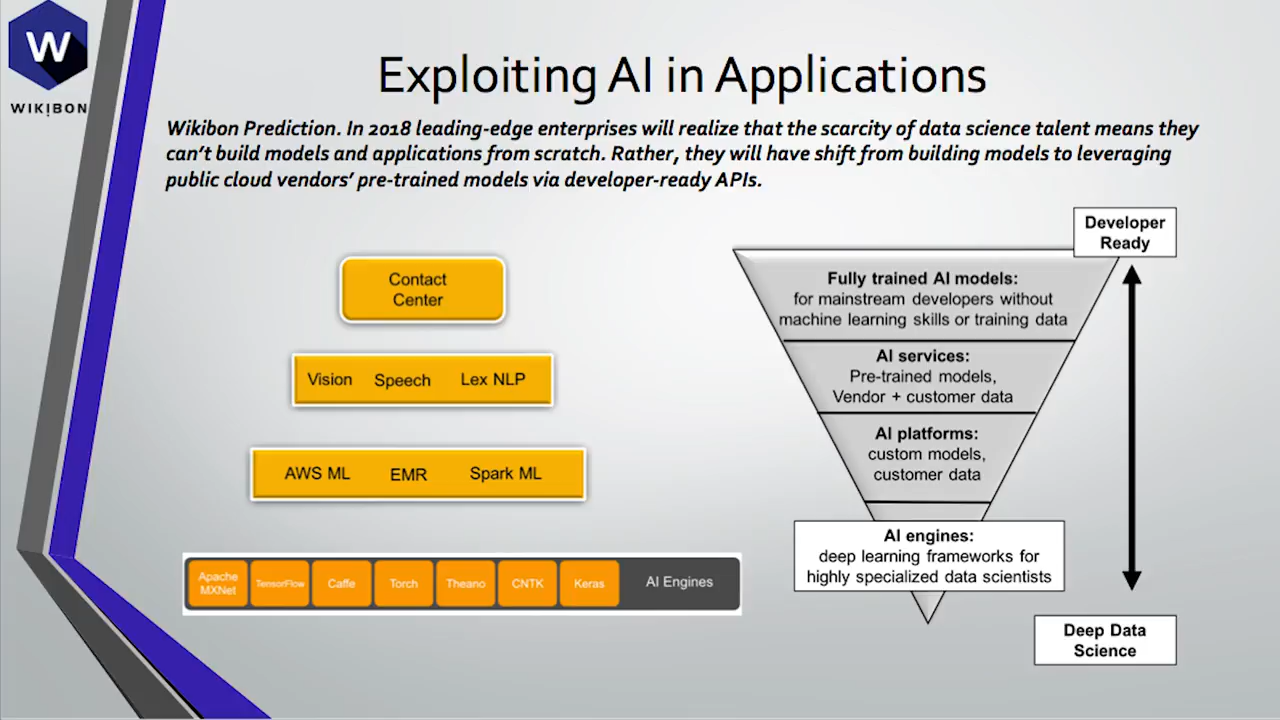 W
WIKIBON
Exploiting AI in Applications
Wikibon Prediction. In 2018 leading-edge enterprises will realize that the scarcity of data science talent means they
can't build models and applications from scratch. Rather, they will have shift from building models to leveraging
public cloud vendors' pre-trained models via developer-ready APIs.
Contact
Center
Vision Speech Lex NLP
AWS ML EMR Spark ML
Apache
MXNet
TensorFlow Caffe Torch Theano CNTK Keras AI Engines
Developer
Ready
Fully trained AI models:
for mainstream developers without
machine learning skills or training data
AI services:
Pre-trained models,
Vendor + customer data
AI platforms:
custom models,
customer data
AI engines:
deep learning frameworks for
highly specialized data scientists
Deep Data
Science